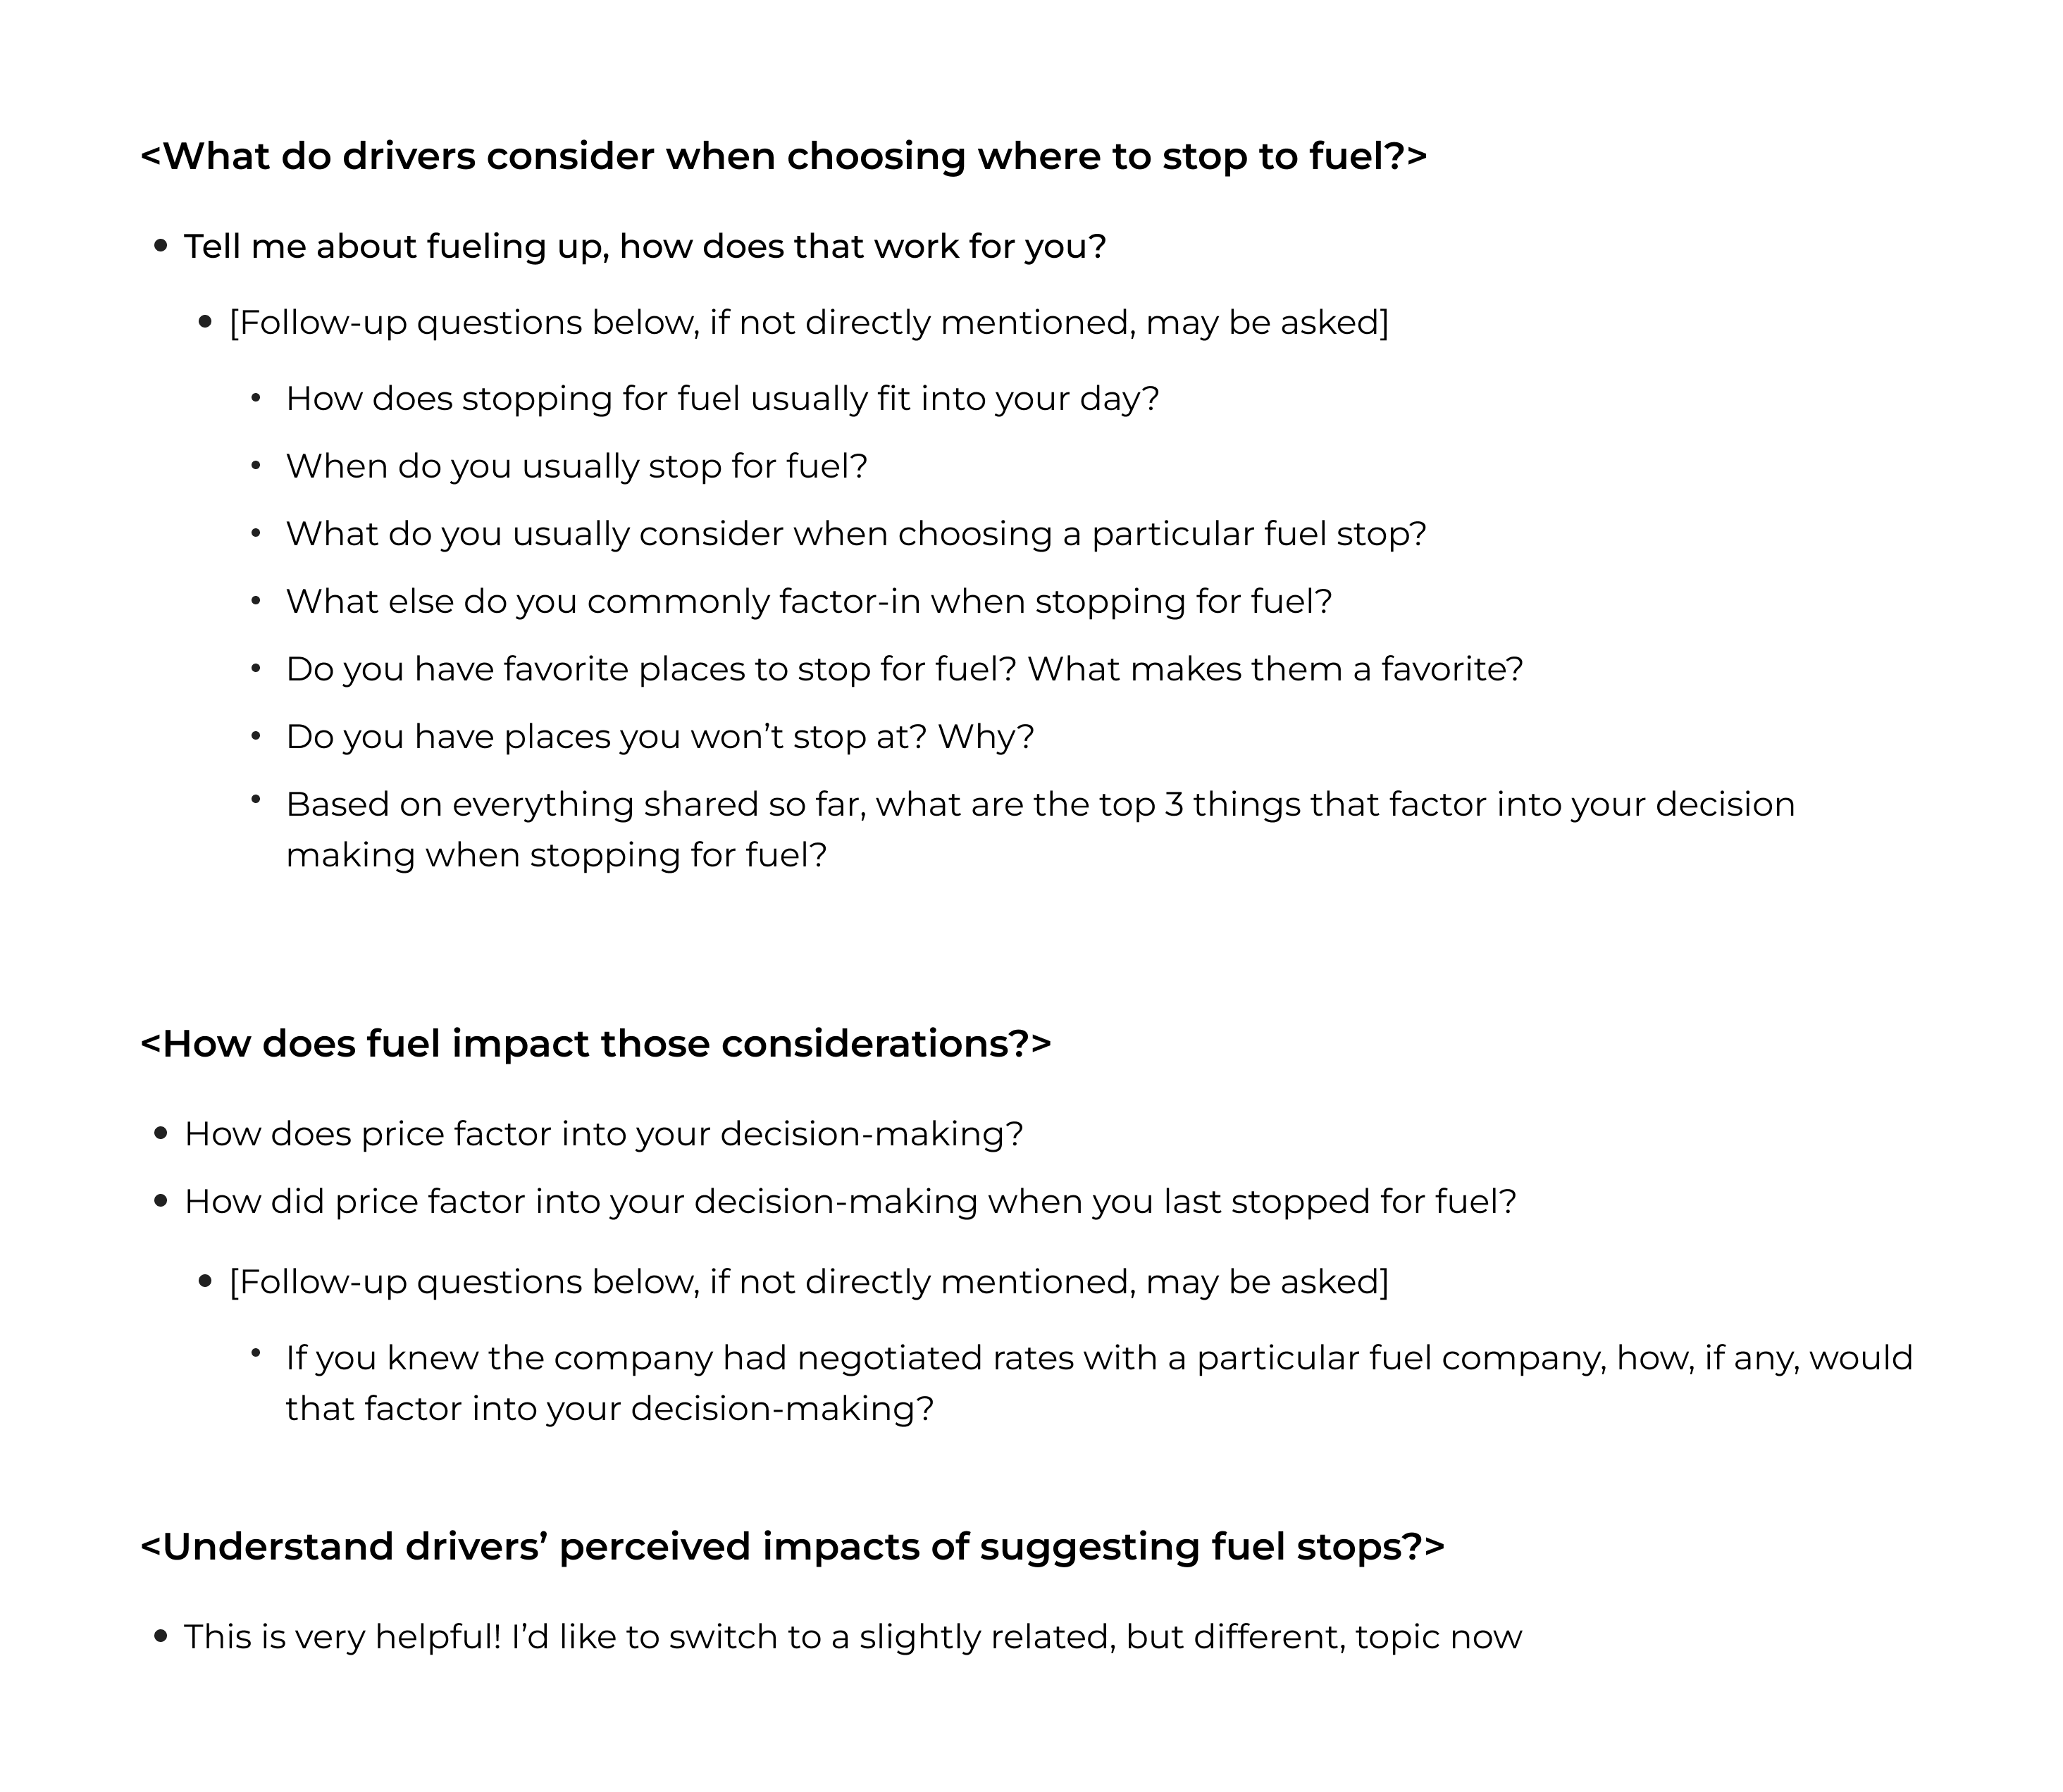 <What do drivers consider when choosing where to stop to fuel?>
• Tell me about fueling up, how does that work for you?
• [Follow-up questions below, if not directly mentioned, may be asked]
• How does stopping for fuel usually fit into your day?
• When do you usually stop for fuel?
• What do you usually consider when choosing a particular fuel stop?
• What else do you commonly factor-in when stopping for fuel?
• Do you have favorite places to stop for fuel? What makes them a favorite?
• Do you have places you won’t stop at? Why?
• Based on everything shared so far, what are the top 3 things that factor into your decision
making when stopping for fuel?
<How does fuel impact those considerations?>
• How does price factor into your decision-making?
• How did price factor into your decision-making when you last stopped for fuel?
• [Follow-up questions below, if not directly mentioned, may be asked]
• If you knew the company had negotiated rates with a particular fuel company, how, if any, would
that factor into your decision-making?
<Understand drivers’ perceived impacts of suggesting fuel stops?>
• This is very helpful! I’d like to switch to a slightly related, but different, topic now